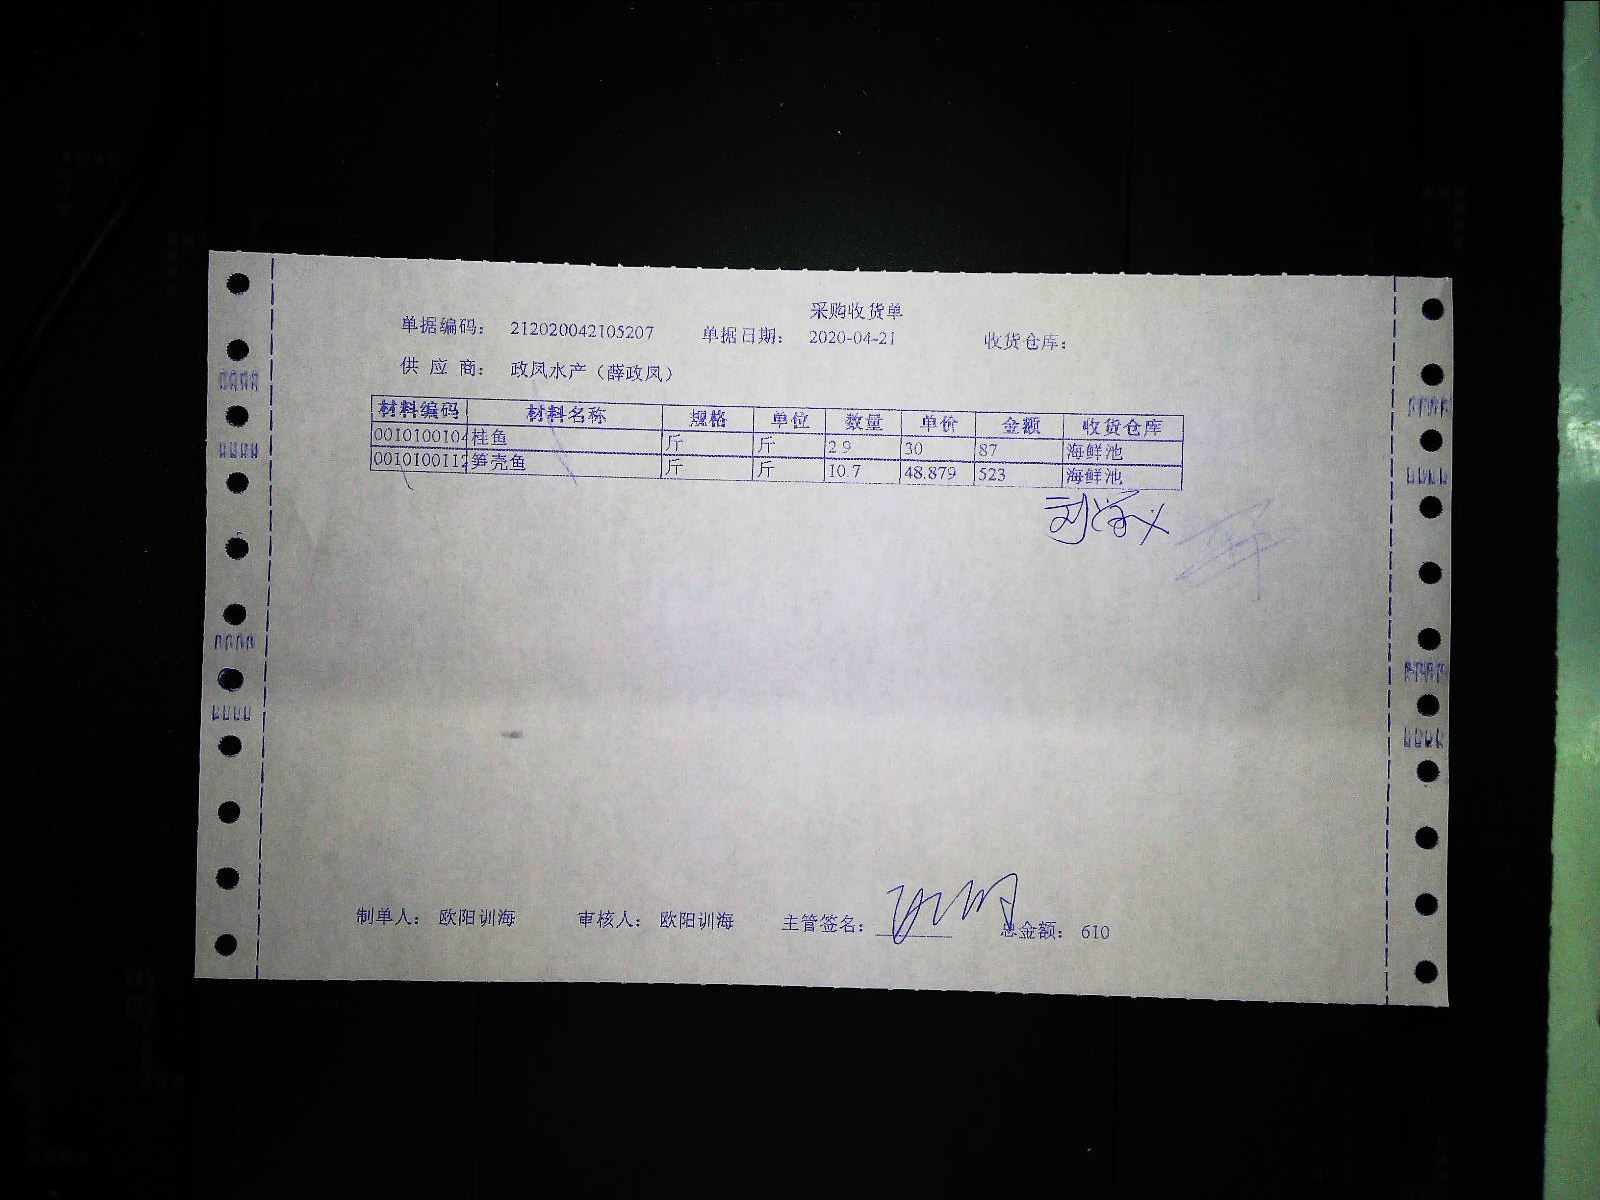 采购收货单
单据编码： 212020042105207 单据日期： 2020-04-21 收货仓库：
供 应 商： 政凤水产（薛政凤）
材料编码 材料名称 规格 单位 数量 单价 金额 收货仓库
0010100104 桂鱼 斤 斤 2.9 30 87 海鲜池
0010100112 笋壳鱼 斤 斤 10.7 48.879 523 海鲜池
制单人： 欧阳训海 审核人： 欧阳训海 主管签名： 总金额： 610